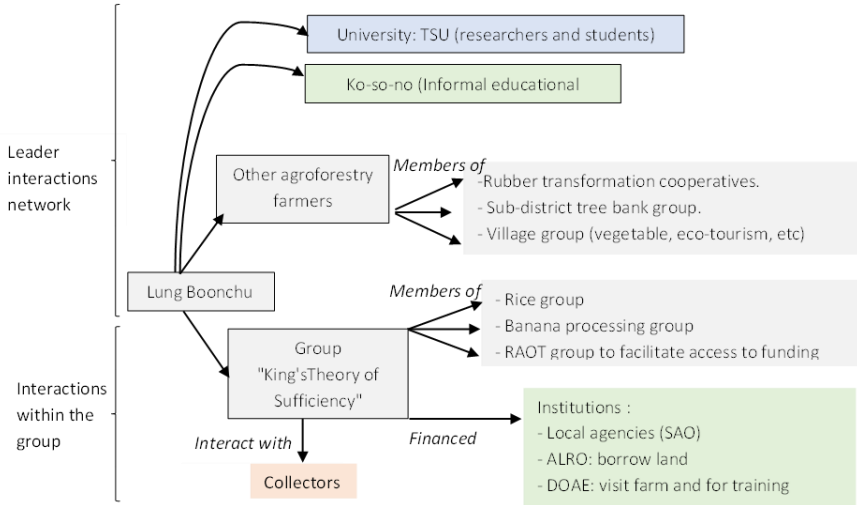 University: TSU (researchers and students)
Ko-so-no (Informal educational
Leader
interactions
network
Other agroforestry
farmers
Members of
-Rubber transformation cooperatives.
- Sub-district tree bank group.
- Village group (vegetable, eco-tourism, etc)
Lung Boonchu
Members of
- Rice group
- Banana processing group
- RAOT group to facilitate access to funding
Interactions
within the
group
Group
"King'sTheory of
Sufficiency"
Interact with
Financed
Collectors
Institutions :
- Local agencies (SAO)
- ALRO: borrow land
- DOAE: visit farm and for training